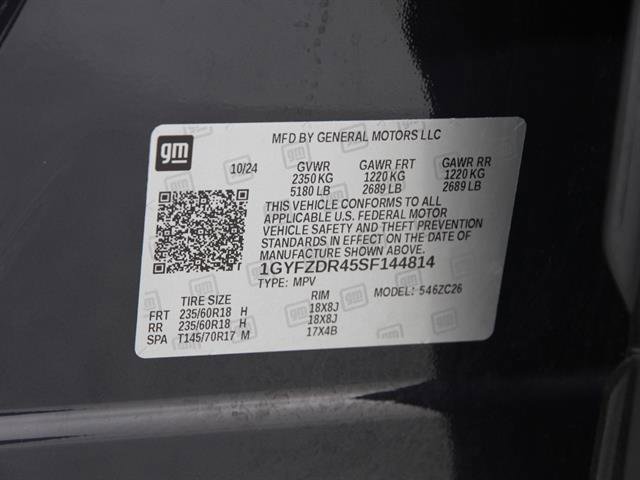 gm
MFD BY GENERAL MOTORS LLC
10/24 GVWR GAWR FRT GAWR RR
2350 KG 1220 KG 1220 KG
5180 LB 2689 LB 2689 LB
THIS VEHICLE CONFORMS TO ALL
APPLICABLE U.S. FEDERAL MOTOR
VEHICLE SAFETY AND THEFT PREVENTION
STANDARDS IN EFFECT ON THE DATE OF
MANUFACTURE SHOWN ABOVE.
1GYFZDR45SF144814
TYPE: MPV MODEL: 546ZC26
TIRE SIZE RIM
FRT 235/60R18 H 18X8J
RR 235/60R18 H 18X8J
SPA T145/70R17 M 17X4B